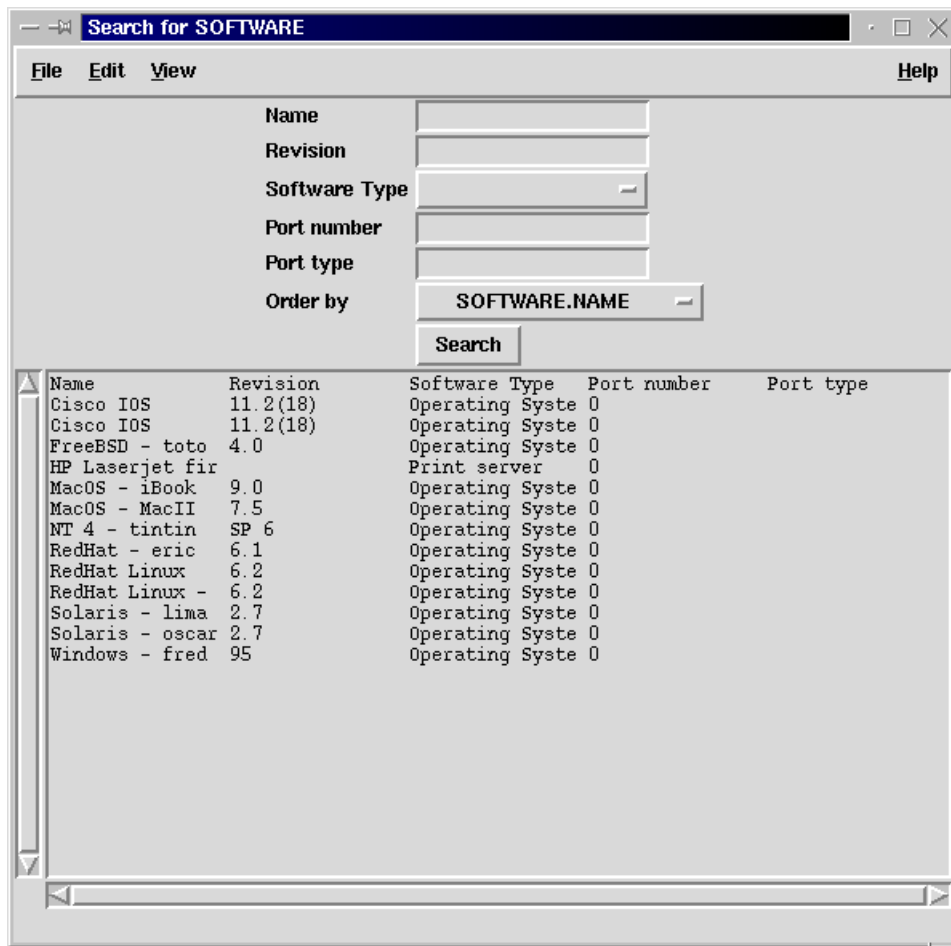 Search for SOFTWARE
File Edit View Help
Name
Revision
Software Type
Port number
Port type
Order by SOFTWARE.NAME
Search
Name Revision Software Type Port number Port type
Cisco IOS 11.2(18) Operating Syste 0
Cisco IOS 11.2(18) Operating Syste 0
FreeBSD - toto 4.0 Operating Syste 0
HP Laserjet fir Print server 0
MacOS - iBook 9.0 Operating Syste 0
MacOS - MacII 7.5 Operating Syste 0
NT 4 - tintin SP 6 Operating Syste 0
RedHat - eric 6.1 Operating Syste 0
RedHat Linux 6.2 Operating Syste 0
RedHat Linux - 6.2 Operating Syste 0
Solaris - lima 2.7 Operating Syste 0
Solaris - oscar 2.7 Operating Syste 0
Windows - fred 95 Operating Syste 0